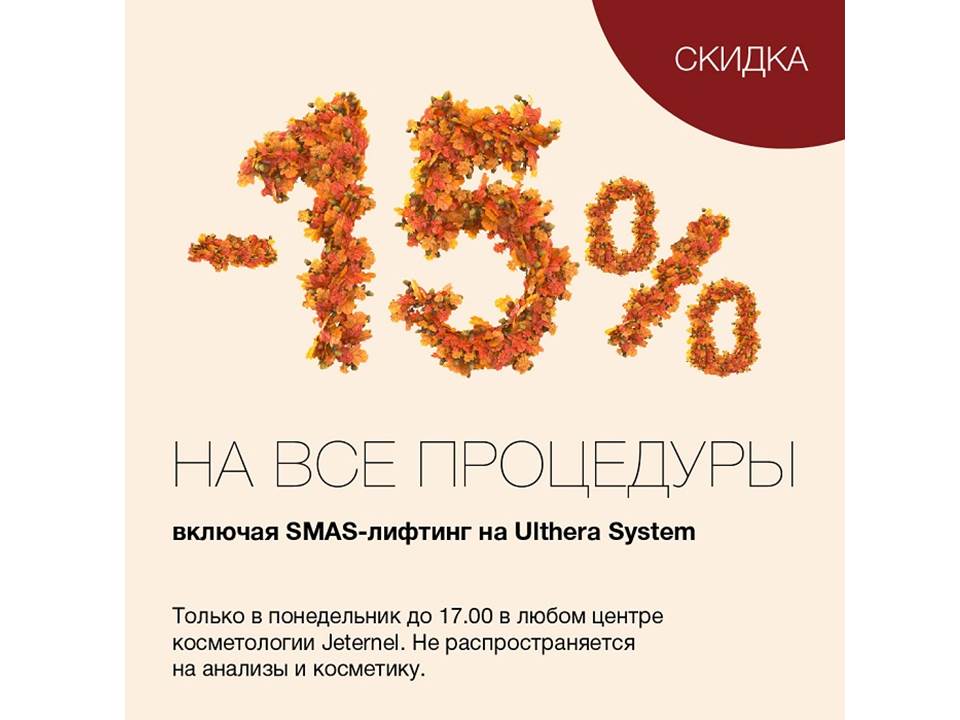 СКИДКА
-15%
НА ВСЕ ПРОЦЕДУРЫ
включая SMAS-лифтинг на Ulthera System
Только в понедельник до 17.00 в любом центре
косметологии Jeternel. Не распространяется
на анализы и косметику.